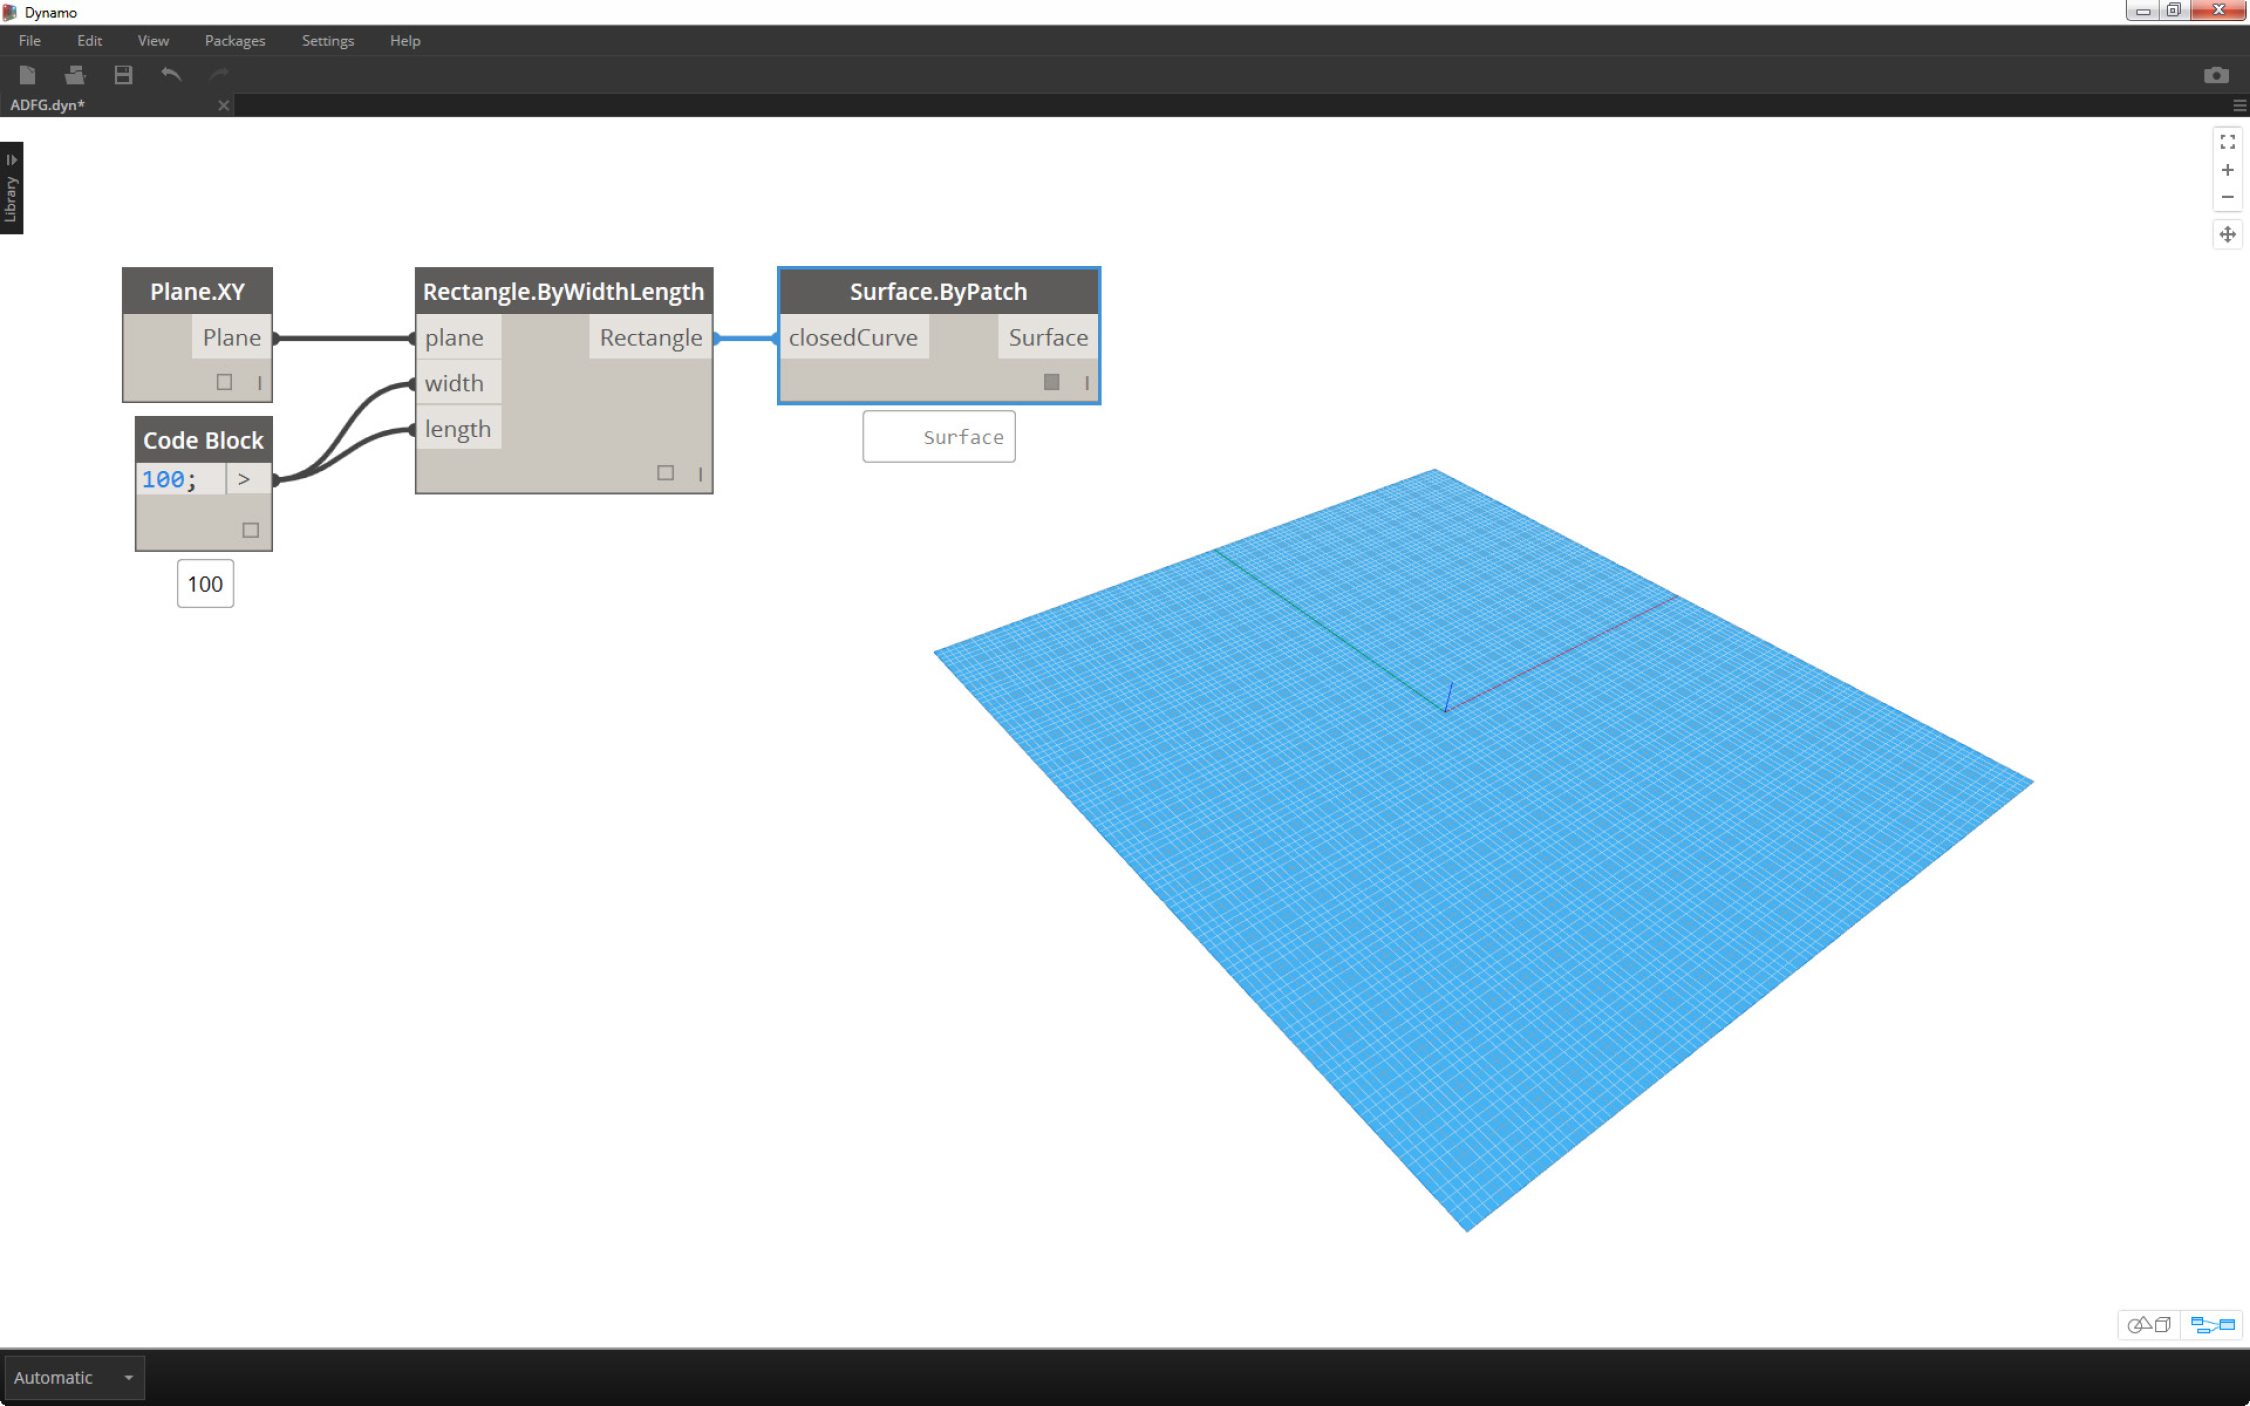 Dynamo
File Edit View Packages Settings Help
ADFG.dyn*
Library
Plane.XY
Plane
Code Block
100; >
100
Rectangle.ByWidthLength
plane Rectangle
width
length
Surface.ByPatch
closedCurve Surface
Surface
Automatic